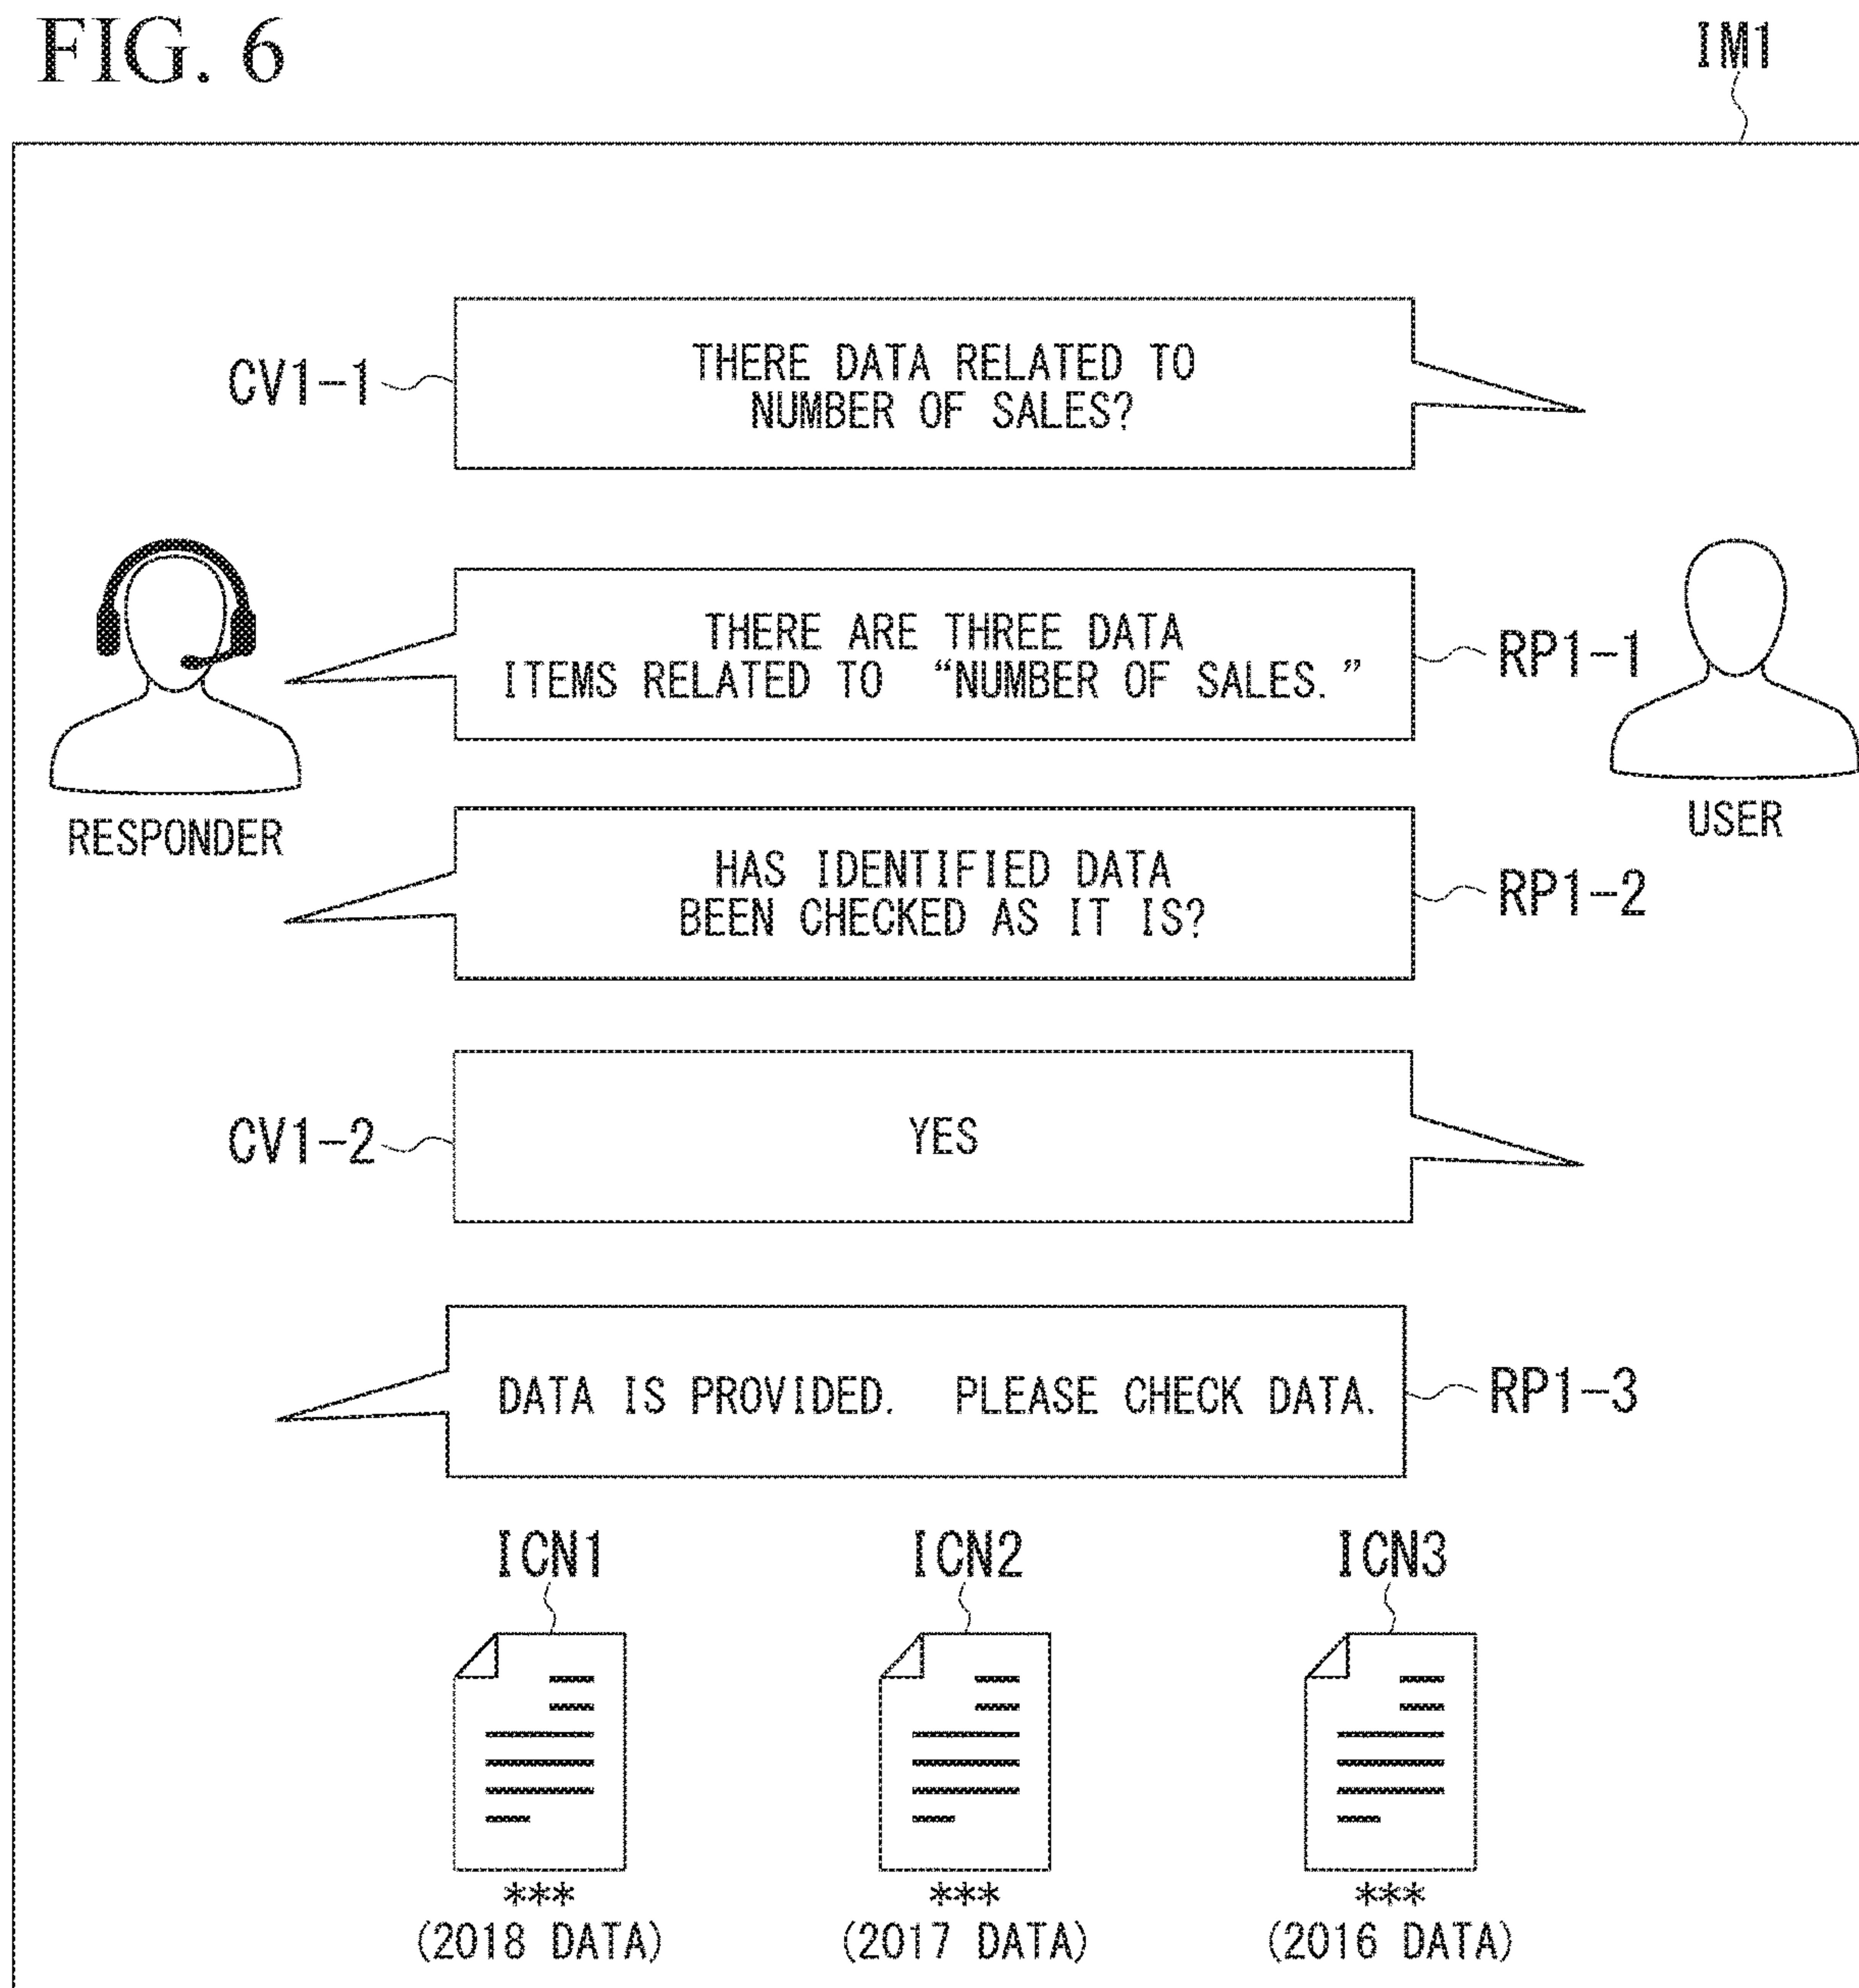 FIG. 6
IM1
CV1-1
THERE DATA RELATED TO
NUMBER OF SALES?
THERE ARE THREE DATA
ITEMS RELATED TO “NUMBER OF SALES.”
RP1-1
RESPONDER
USER
HAS IDENTIFIED DATA
BEEN CHECKED AS IT IS?
RP1-2
CV1-2
YES
DATA IS PROVIDED. PLEASE CHECK DATA.
RP1-3
ICN1
ICN2
ICN3
***
(2018 DATA)
***
(2017 DATA)
***
(2016 DATA)